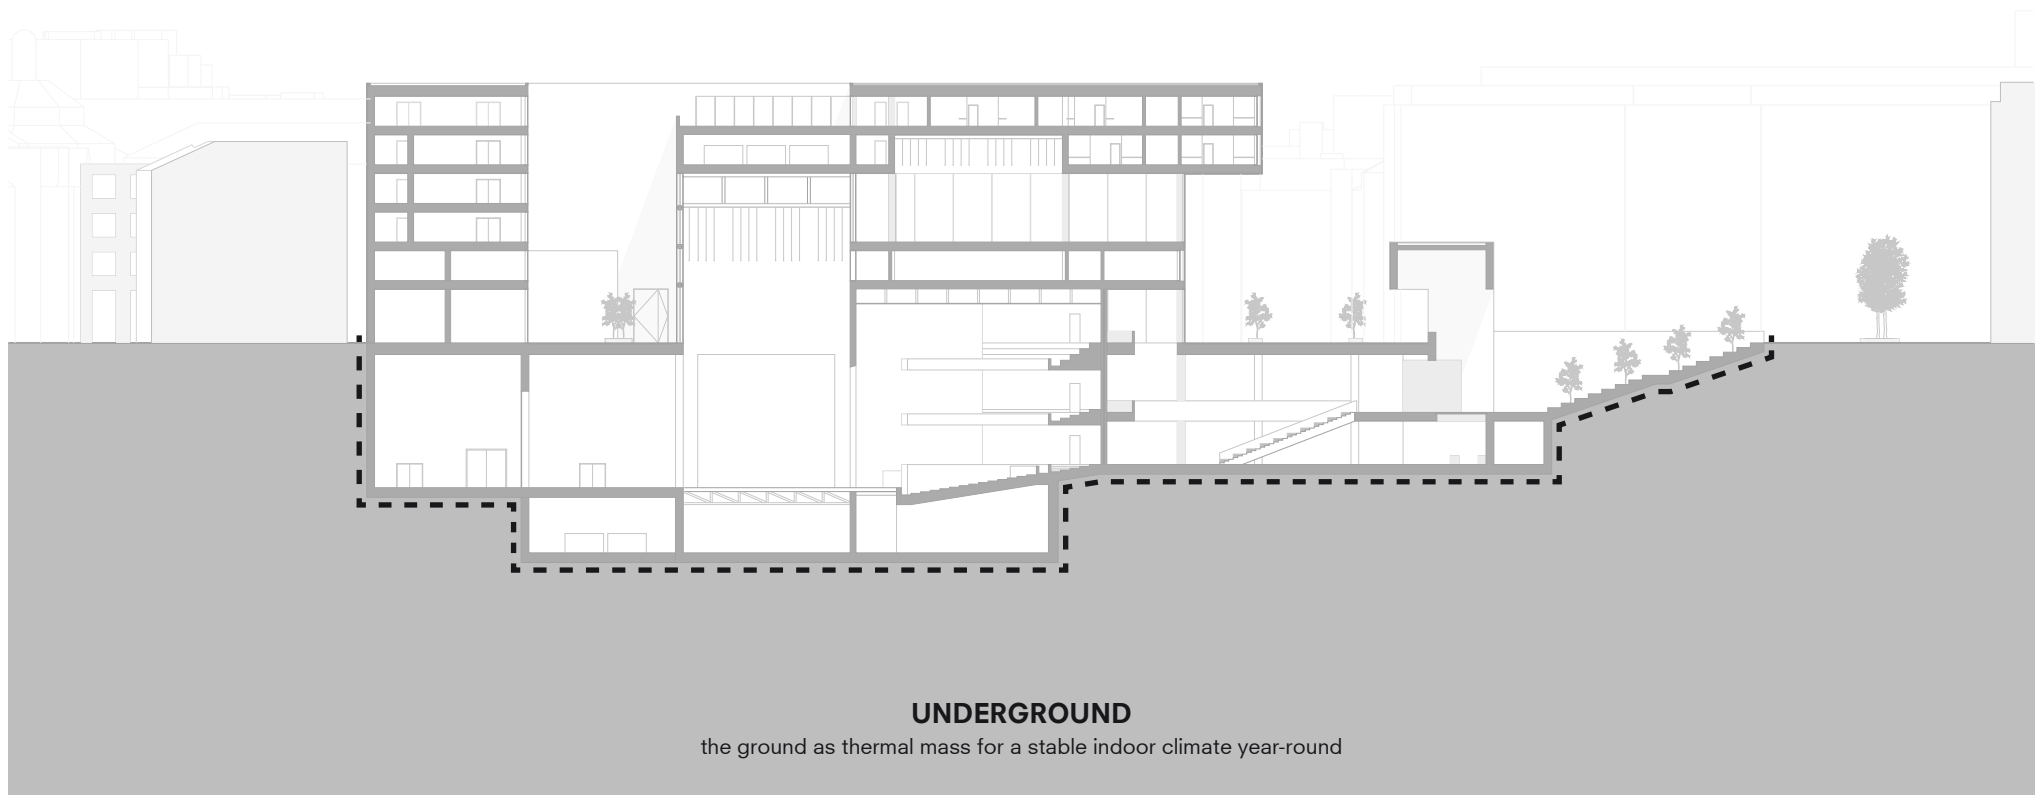 UNDERGROUND
the ground as thermal mass for a stable indoor climate year-round